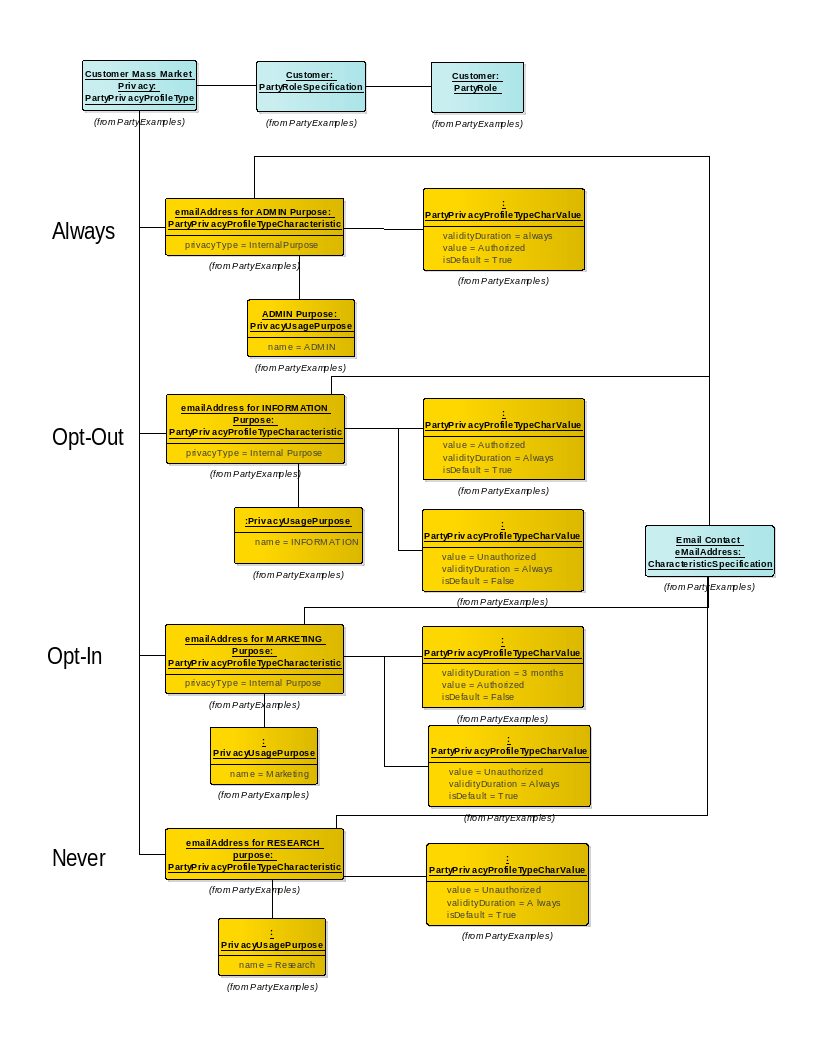 Customer Mass Market
Privacy:
PartyPrivacyProfileType
(from PartyExamples)
Customer:
PartyRoleSpecification
(from PartyExamples)
Customer:
PartyRole
(from PartyExamples)
Always
emailAddress for ADMIN Purpose:
PartyPrivacyProfileTypeCharacteristic
privacyType = InternalPurpose
(from PartyExamples)
:
PartyPrivacyProfileTypeCharValue
validityDuration = always
value = Authorized
isDefault = True
(from PartyExamples)
ADMIN Purpose:
PrivacyUsagePurpose
name = ADMIN
(from PartyExamples)
Opt-Out
emailAddress for INFORMATION
Purpose:
PartyPrivacyProfileTypeCharacteristic
privacyType = Internal Purpose
(from PartyExamples)
:
PartyPrivacyProfileTypeCharValue
value = Authorized
validityDuration = Always
isDefault = True
(from PartyExamples)
:PrivacyUsagePurpose
name = INFORMATION
(from PartyExamples)
:
PartyPrivacyProfileTypeCharValue
value = Unauthorized
validityDuration = Always
isDefault = False
(from PartyExamples)
Email Contact
eMailAddress:
CharacteristicSpecification
(from PartyExamples)
Opt-In
emailAddress for MARKETING
Purpose:
PartyPrivacyProfileTypeCharacteristic
privacyType = Internal Purpose
(from PartyExamples)
:
PartyPrivacyProfileTypeCharValue
validityDuration = 3 months
value = Authorized
isDefault = False
(from PartyExamples)
:
PrivacyUsagePurpose
name = Marketing
(from PartyExamples)
:
PartyPrivacyProfileTypeCharValue
value = Unauthorized
validityDuration = Always
isDefault = True
(from PartyExamples)
Never
emailAddress for RESEARCH
purpose:
PartyPrivacyProfileTypeCharacteristic
(from PartyExamples)
:
PartyPrivacyProfileTypeCharValue
value = Unauthorized
validityDuration = Always
isDefault = True
(from PartyExamples)
:
PrivacyUsagePurpose
name = Research
(from PartyExamples)